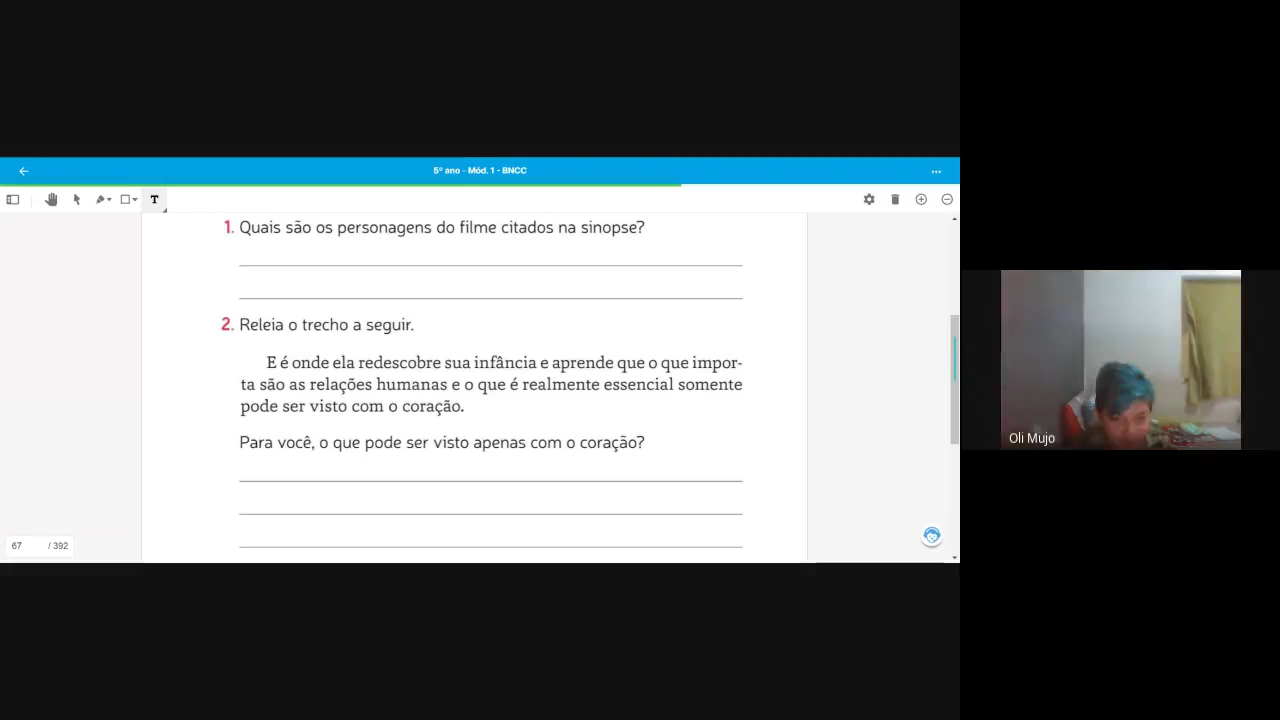 5º ano - Mód. 1 - BNCC
T
1. Quais são os personagens do filme citados na sinopse?
2. Releia o trecho a seguir.
E é onde ela redescobre sua infância e aprende que o que impor-
ta são as relações humanas e o que é realmente essencial somente
pode ser visto com o coração.
Para você, o que pode ser visto apenas com o coração?
Oli Mujo
67 / 392